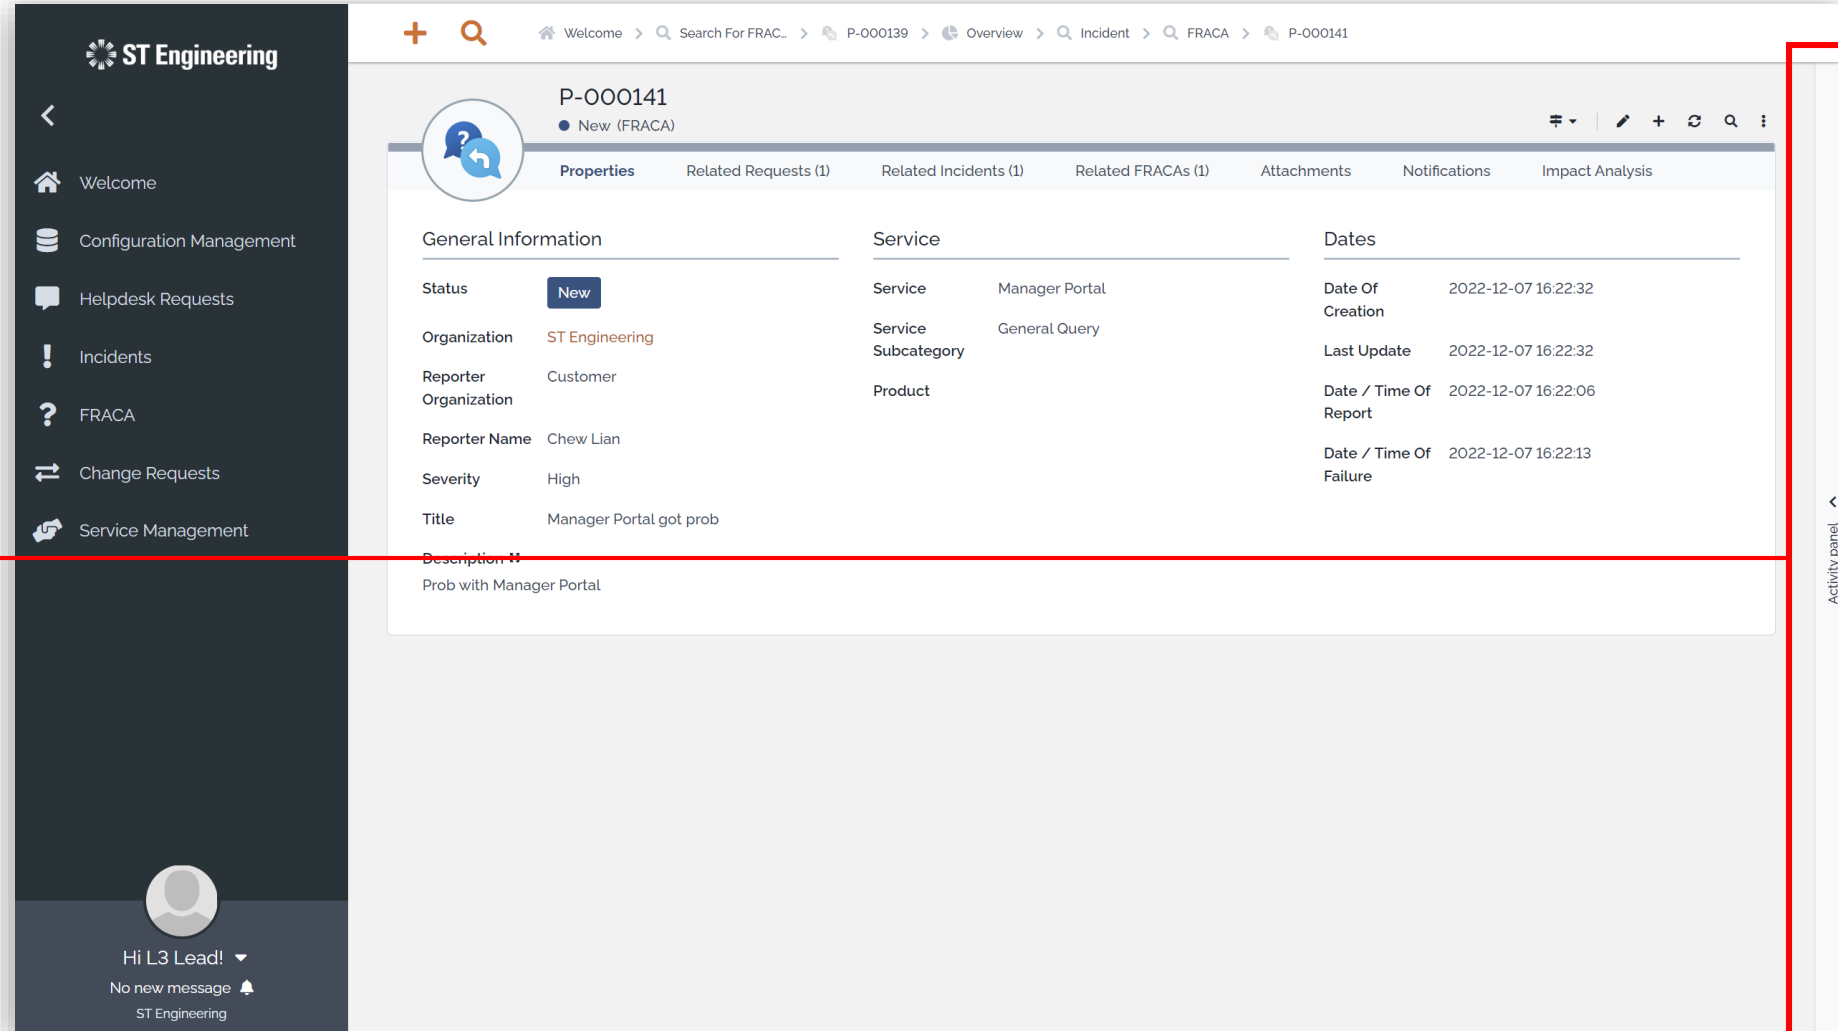 ST Engineering
Welcome
Configuration Management
Helpdesk Requests
Incidents
FRACA
Change Requests
Service Management
Hi L3 Lead!
No new message
ST Engineering
Welcome > Search For FRAC... > P-000139 > Overview > Incident > FRACA > P-000141
P-000141
New (FRACA)
Properties Related Requests (1) Related Incidents (1) Related FRACAs (1) Attachments Notifications Impact Analysis
General Information
Status New
Organization ST Engineering
Reporter Customer
Organization
Reporter Name Chew Lian
Severity High
Title Manager Portal got prob
Description
Prob with Manager Portal
Service
Service Manager Portal
Service General Query
Subcategory
Product
Dates
Date Of 2022-12-07 16:22:32
Creation
Last Update 2022-12-07 16:22:32
Date / Time Of 2022-12-07 16:22:06
Report
Date / Time Of 2022-12-07 16:22:13
Failure
Activity panel